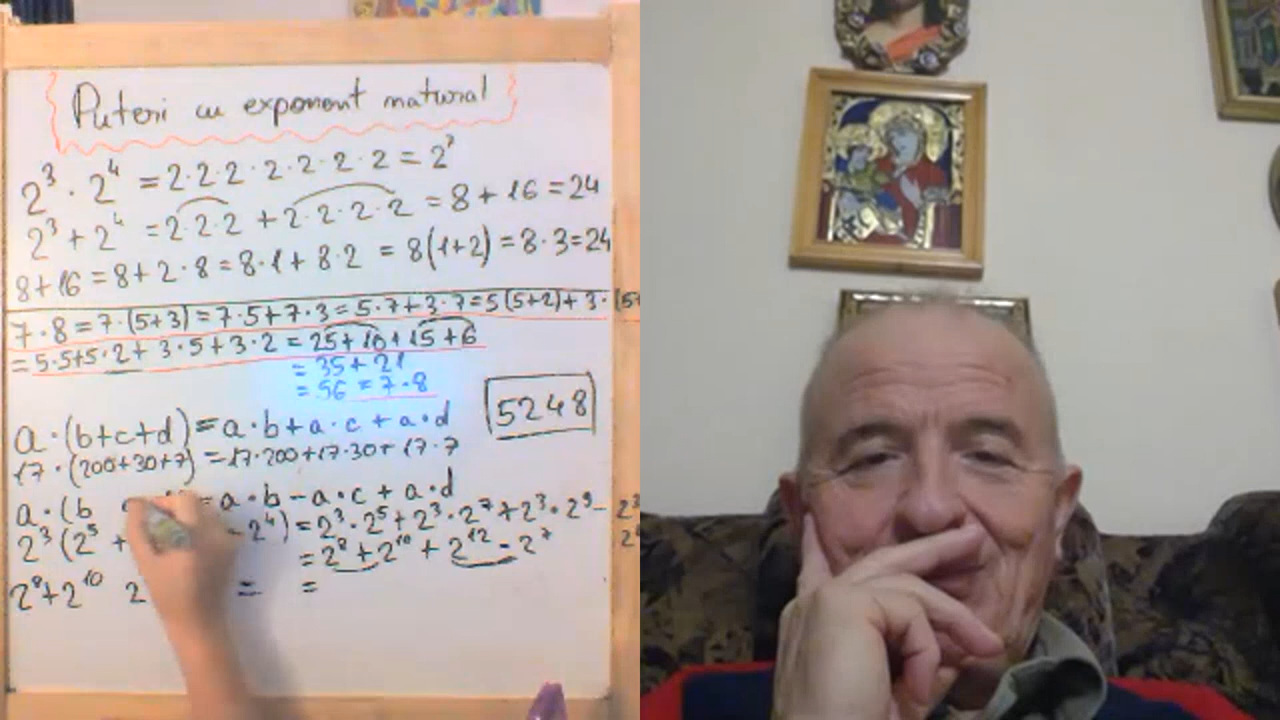 Puteri cu exponent natural
2³ · 2⁴ = 2·2·2·2·2·2·2 = 2⁷
2³ + 2⁴ = 2·2·2 + 2·2·2·2 = 8 + 16 = 24
8+16 = 8+2·8 = 8·1 + 8·2 = 8(1+2) = 8·3 = 24
7·8 = 7·(5+3) = 7·5+7·3 = 5·7+3·7 = 5(5+2) + 3·(5+
= 5·5+5·2 + 3·5 + 3·2 = 25+10+15+6
= 35 + 21
= 56 = 7·8
5248
a·(b+c+d) = a·b + a·c + a·d
17·(200+30+7) = 17·200+17·30+17·7
a·(b = a·b - a·c + a·d
2³(2⁵ + - 2⁴) = 2³·2⁵ + 2³·2⁷ + 2³·2⁹ - 2³
= 2⁸ + 2¹⁰ + 2¹² - 2⁷
2⁸ + 2¹⁰ 2 = =